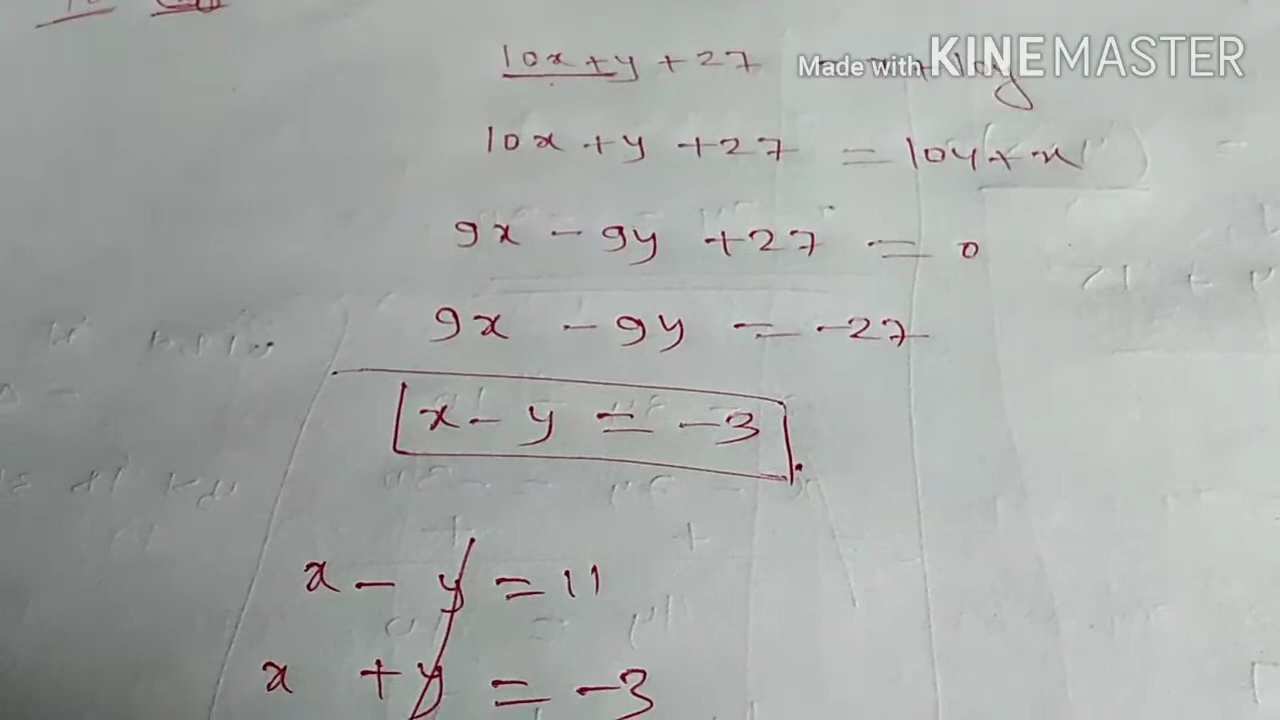 10x + y + 27 Made with KINEMASTER
10x + y + 27 = 10y + x
9x - 9y + 27 = 0
9x - 9y = -27
x - y = -3
x - y = 11
x + y = -3